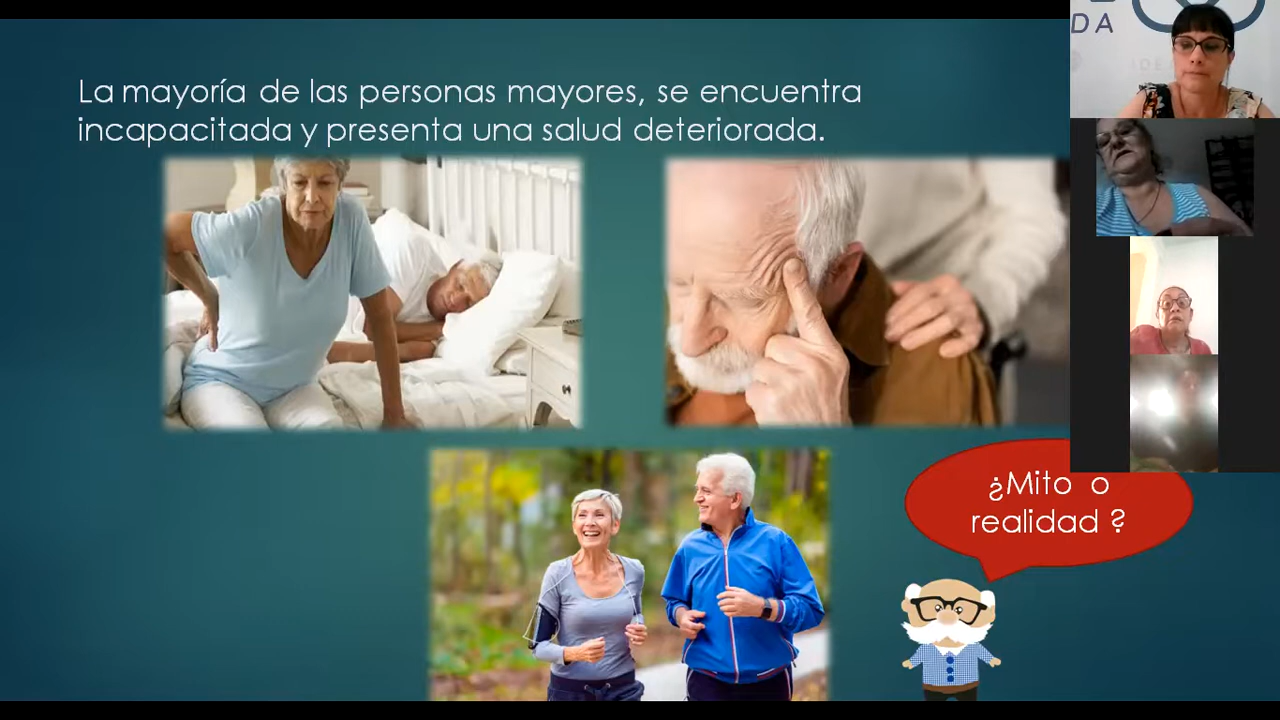 La mayoría de las personas mayores, se encuentra
incapacitada y presenta una salud deteriorada.
DA
¿Mito o
realidad ?